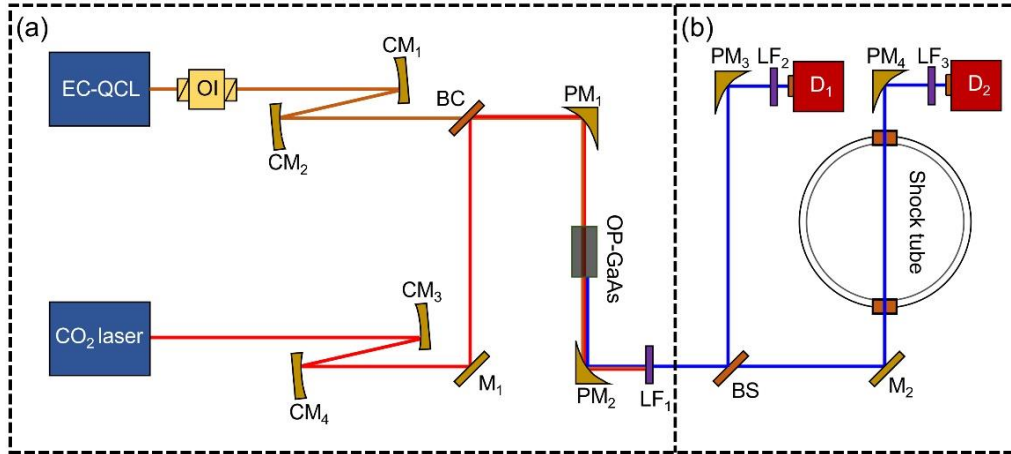 (a)
(b)
EC-QCL
OI
CM₁
CM₂
BC
PM₁
OP-GaAs
CO₂ laser
CM₃
CM₄
M₁
PM₂
LF₁
PM₃
LF₂
D₁
PM₄
LF₃
D₂
Shock tube
BS
M₂